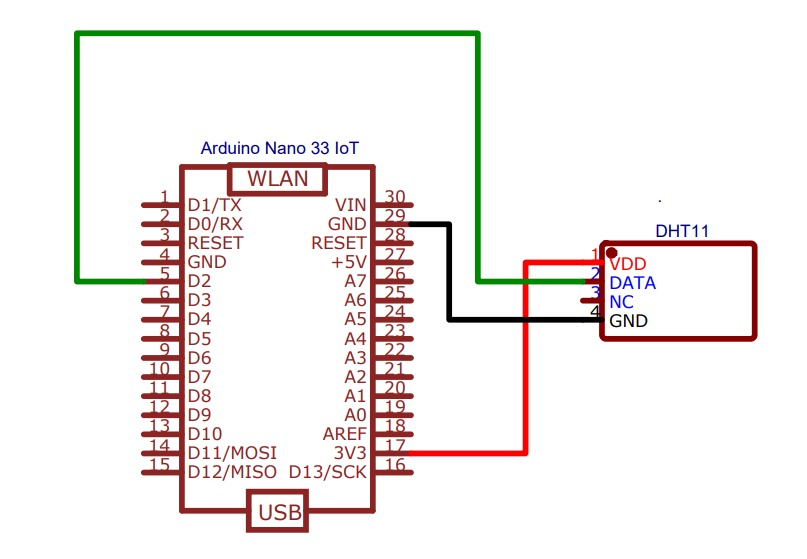 Arduino Nano 33 IoT
WLAN
1 D1/TX VIN 30
2 D0/RX GND 29
3 RESET RESET 28
4 GND +5V 27
5 D2 A7 26
6 D3 A6 25
7 D4 A5 24
8 D5 A4 23
9 D6 A3 22
10 D7 A2 21
11 D8 A1 20
12 D9 A0 19
13 D10 AREF 18
14 D11/MOSI 3V3 17
15 D12/MISO D13/SCK 16
USB
DHT11
1 VDD
2 DATA
3 NC
4 GND